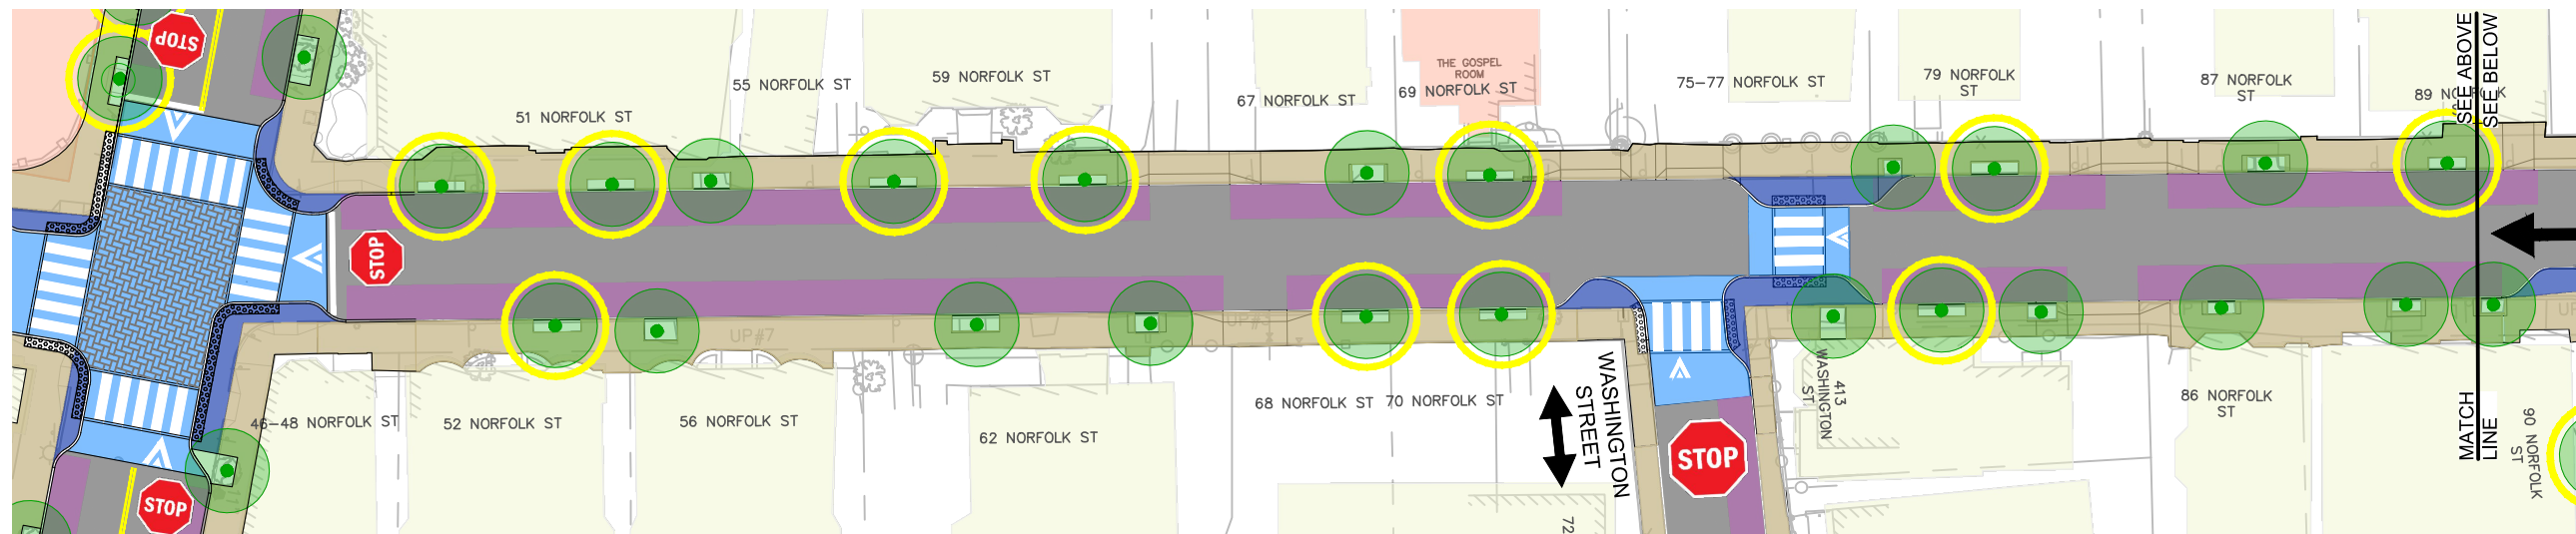 STOP
51 NORFOLK ST
55 NORFOLK ST
59 NORFOLK ST
67 NORFOLK ST
THE GOSPEL
ROOM
69 NORFOLK ST
75-77 NORFOLK ST
79 NORFOLK
ST
87 NORFOLK
ST
SEE ABOVE
SEE BELOW
STOP
UP#7
46-48 NORFOLK ST
52 NORFOLK ST
56 NORFOLK ST
62 NORFOLK ST
68 NORFOLK ST
70 NORFOLK ST
WASHINGTON
STREET
413
WASHINGTON
ST
86 NORFOLK
ST
MATCH
LINE
90 NORFOLK
ST
STOP
STOP
72